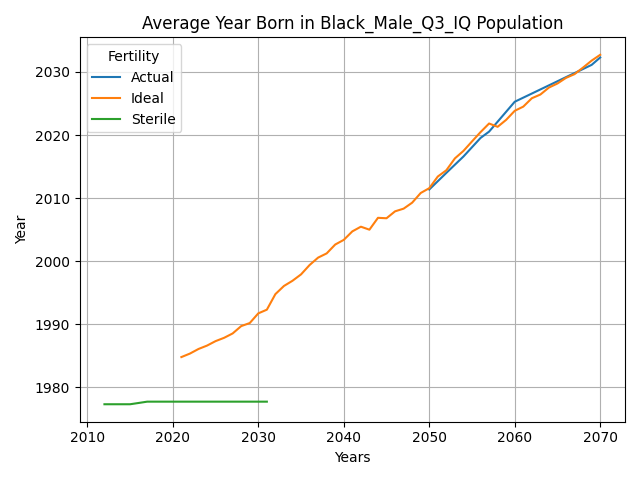 Average Year Born in Black_Male_Q3_IQ Population
Fertility
Actual
Ideal
Sterile
Year
2030
2020
2010
2000
1990
1980
2010 2020 2030 2040 2050 2060 2070
Years